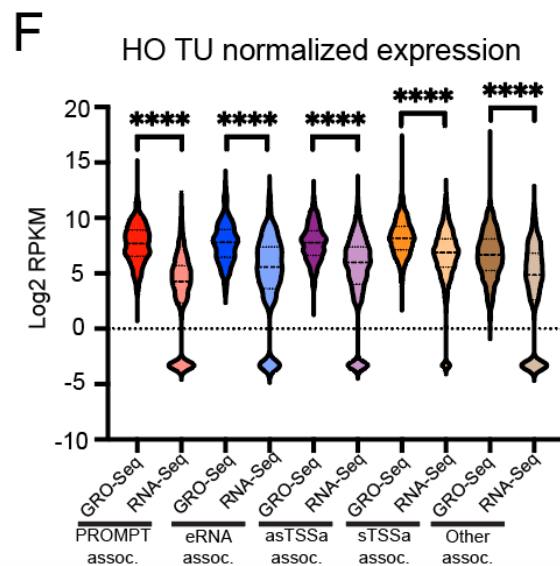 F
HO TU normalized expression
**** **** **** **** ****
20
15
10
5
0
-5
-10
Log2 RPKM
GRO-Seq RNA-Seq GRO-Seq RNA-Seq GRO-Seq RNA-Seq GRO-Seq RNA-Seq GRO-Seq RNA-Seq
PROMPT eRNA asTSSa sTSSa Other
assoc. assoc. assoc. assoc. assoc.